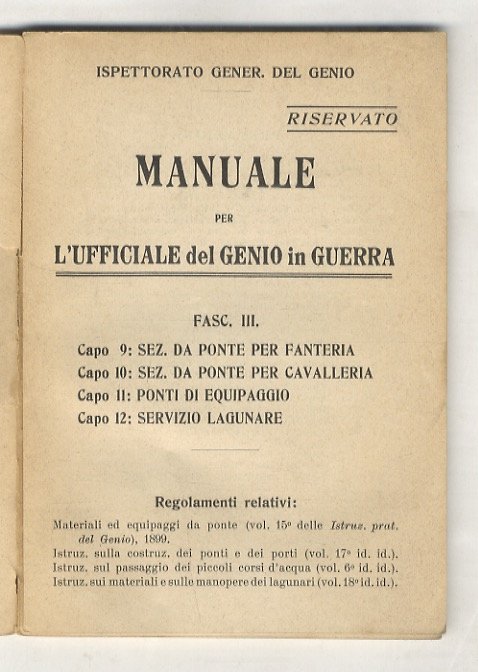 ISPETTORATO GENER. DEL GENIO
RISERVATO
MANUALE
PER
L'UFFICIALE del GENIO in GUERRA
FASC. III.
Capo 9: SEZ. DA PONTE PER FANTERIA
Capo 10: SEZ. DA PONTE PER CAVALLERIA
Capo 11: PONTI DI EQUIPAGGIO
Capo 12: SERVIZIO LAGUNARE
Regolamenti relativi:
Materiali ed equipaggi da ponte (vol. 15º delle Istruz. prat.
del Genio), 1899.
Istruz. sulla costruz. dei ponti e dei porti (vol. 17º id. id.).
Istruz. sul passaggio dei piccoli corsi d'acqua (vol. 6º id. id.).
Istruz. sui materiali e sulle manopere dei lagunari (vol. 18º id. id.).